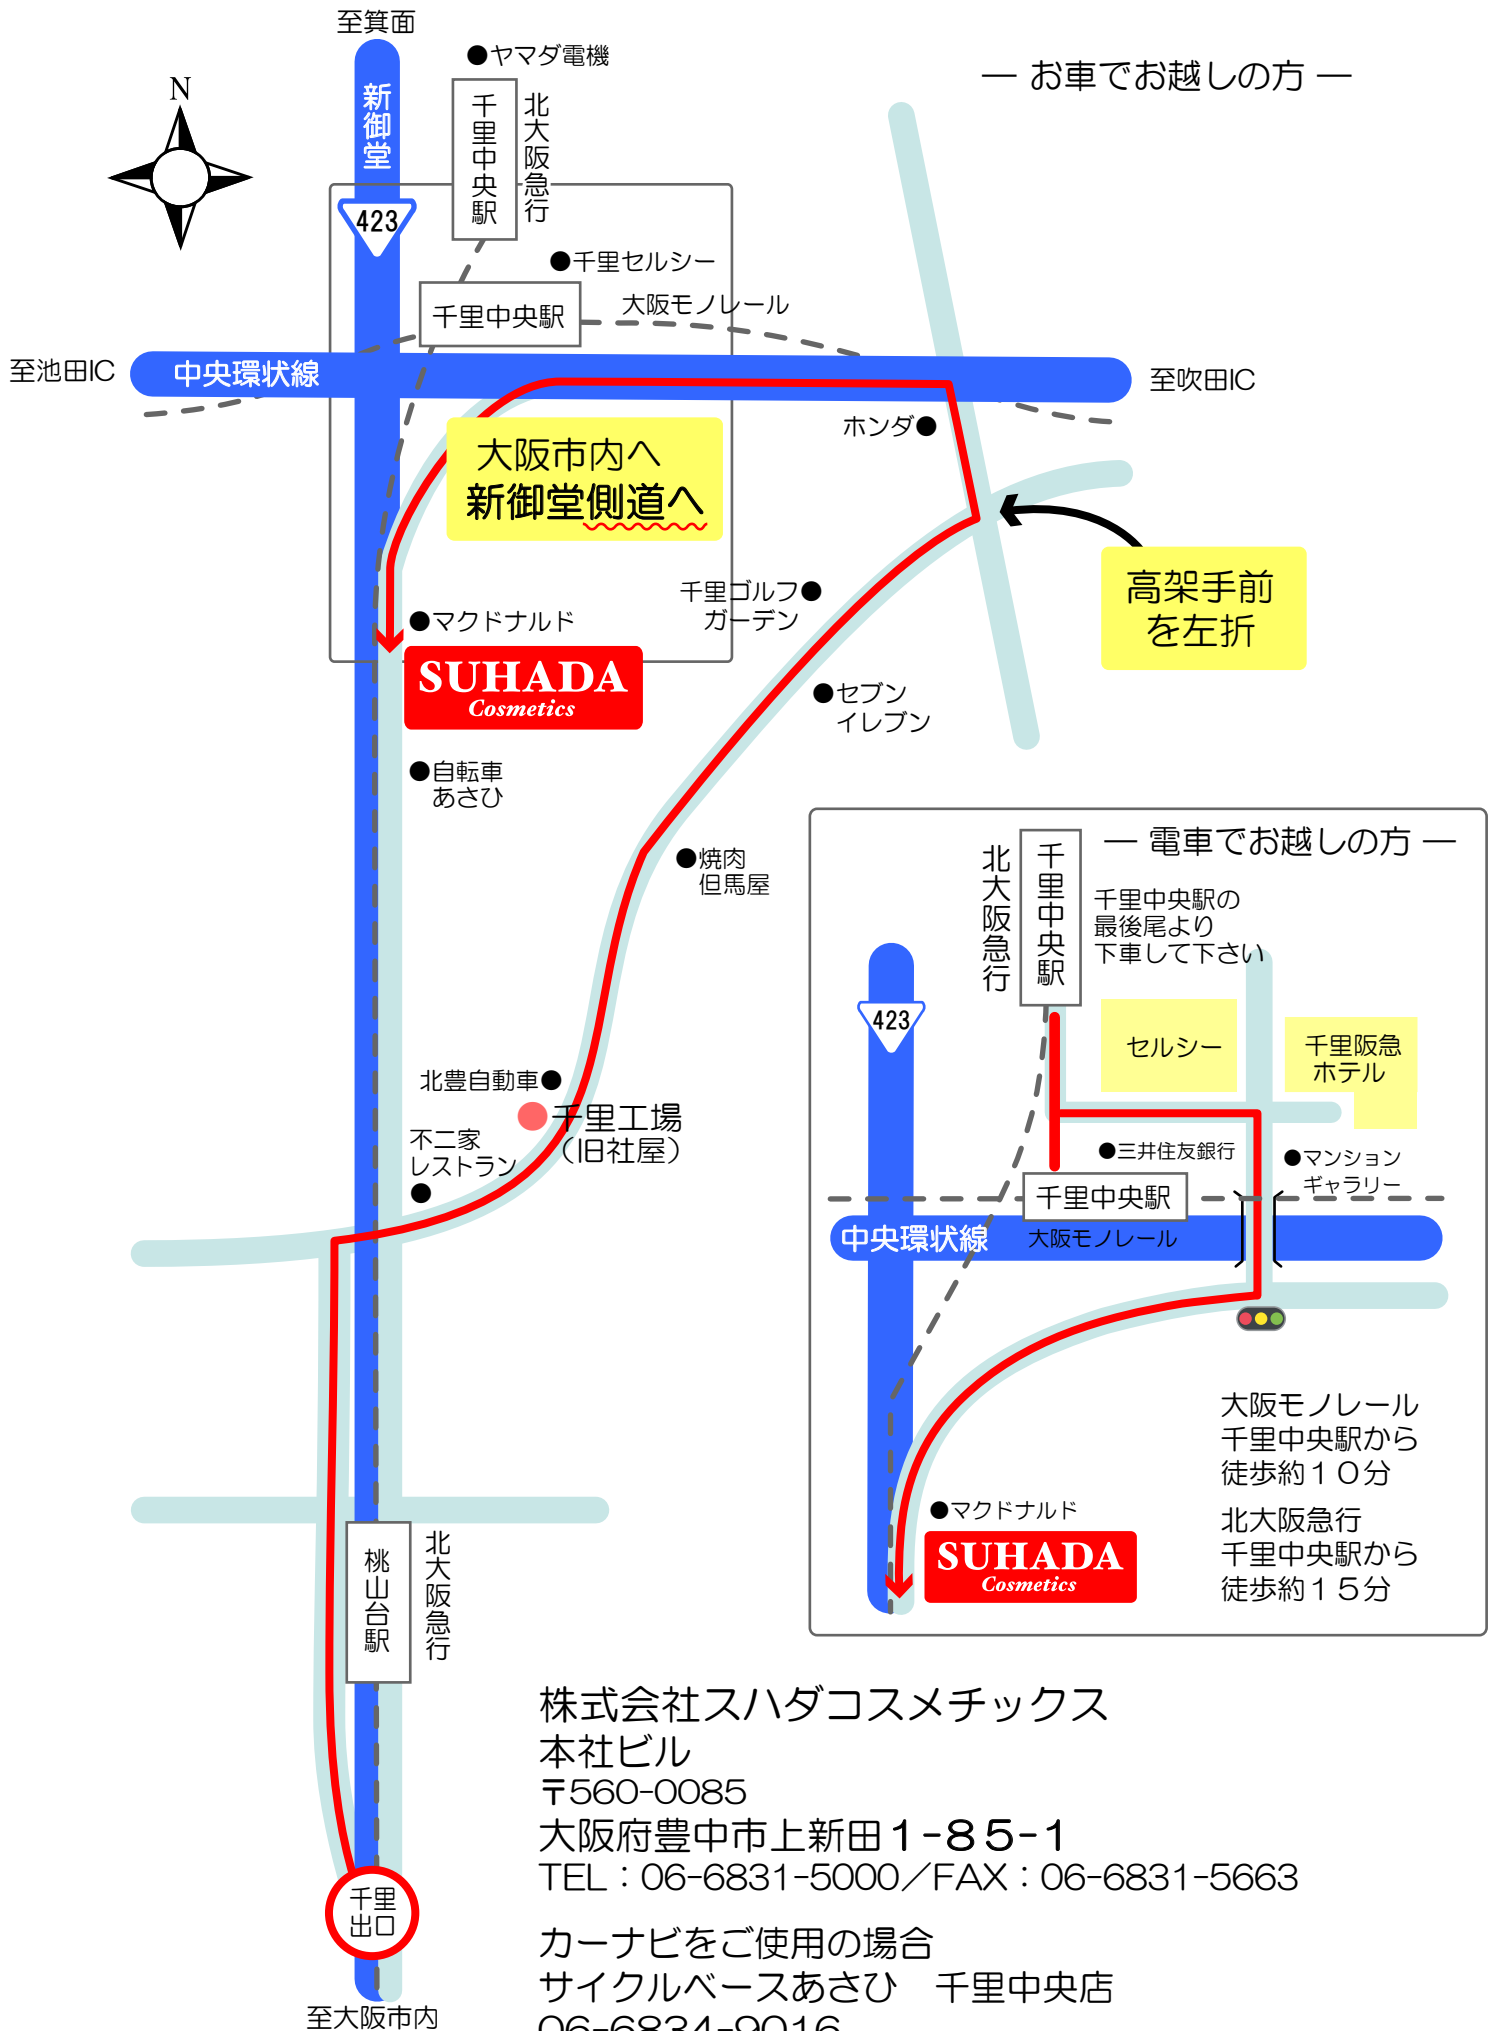 至箕面
●ヤマダ電機
― お車でお越しの方 ―
N
新御堂
千里中央駅
北大阪急行
423
●千里セルシー
千里中央駅
大阪モノレール
至池田IC
中央環状線
至吹田IC
ホンダ●
大阪市内へ
新御堂側道へ
高架手前
を左折
千里ゴルフ●
ガーデン
●マクドナルド
SUHADA
Cosmetics
●セブン
イレブン
●自転車
あさひ
●焼肉
但馬屋
北豊自動車●
千里工場
（旧社屋）
不二家
レストラン
●
桃山台駅
北大阪急行
千里
出口
至大阪市内
― 電車でお越しの方 ―
北大阪急行
千里中央駅
千里中央駅の
最後尾より
下車して下さい
423
セルシー
千里阪急
ホテル
●三井住友銀行
●マンション
ギャラリー
千里中央駅
中央環状線
大阪モノレール
大阪モノレール
千里中央駅から
徒歩約１０分
北大阪急行
千里中央駅から
徒歩約１５分
●マクドナルド
SUHADA
Cosmetics
株式会社スハダコスメチックス
本社ビル
〒560-0085
大阪府豊中市上新田１-８５-１
TEL：06-6831-5000／FAX：06-6831-5663
カーナビをご使用の場合
サイクルベースあさひ　千里中央店
06-6834-9016